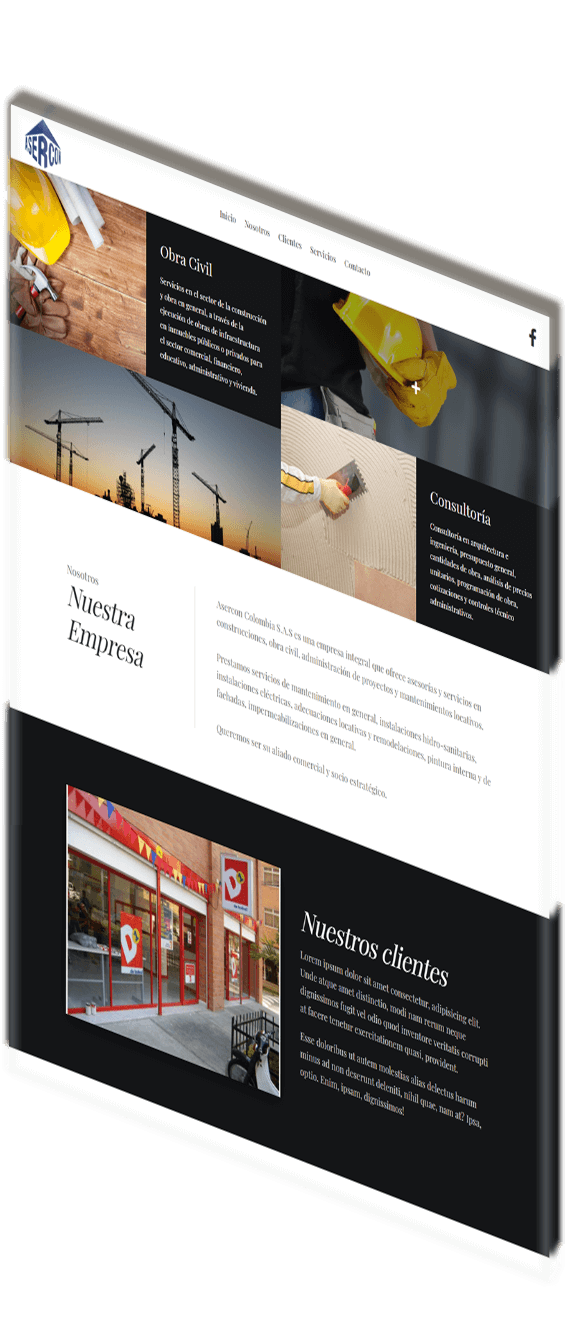 ASERCON
Inicio Nosotros Clientes Servicios Contacto
Obra Civil
Servicios en el sector de la construcción
y obra en general, a través de la
ejecución de obras de infraestructura
en inmuebles públicos o privados para
el sector comercial, financiero,
educativo, administrativo y vivienda.
Consultoría
Consultoría en arquitectura e
ingeniería, presupuesto general,
cantidades de obra, análisis de precios
unitarios, programación de obra,
cotizaciones y controles técnico
administrativos.
Nosotros
Nuestra
Empresa
Asercon Colombia S.A.S es una empresa integral que ofrece asesorías y servicios en
construcciones, obra civil, administración de proyectos y mantenimientos locativos.
Prestamos servicios de mantenimiento en general, instalaciones hidro-sanitarias,
instalaciones eléctricas, adecuaciones locativas y remodelaciones, pintura interna y de
fachadas, impermeabilizaciones en general.
Queremos ser su aliado comercial y socio estratégico.
D1
D1
Nuestros clientes
Lorem ipsum dolor sit amet consectetur, adipisicing elit.
Unde atque amet distinctio, modi nam rerum neque
dignissimos fugit vel odio quod inventore veritatis corrupti
at facere tenetur exercitationem quasi, provident.
Esse doloribus ut autem molestias alias delectus harum
minus ad non deserunt deleniti, nihil quae, nam at? Ipsa,
optio. Enim, ipsam, dignissimos!